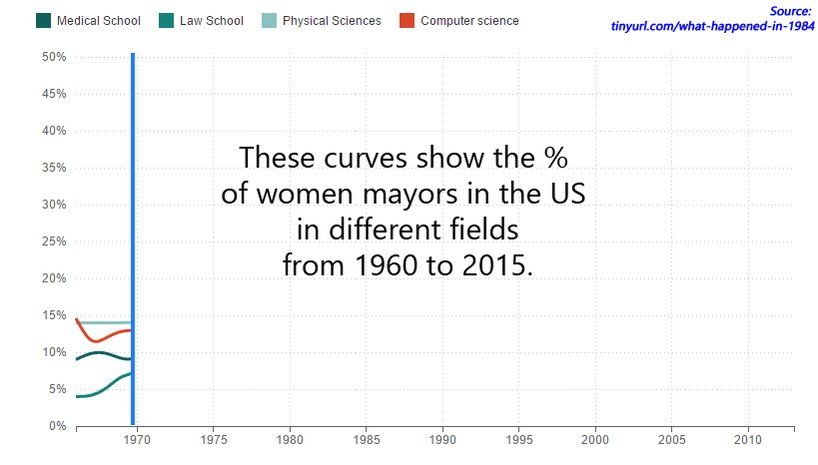 Medical School Law School Physical Sciences Computer science
Source:
tinyurl.com/what-happened-in-1984
50%
45%
40%
35%
30%
25%
20%
15%
10%
5%
0%
These curves show the %
of women mayors in the US
in different fields
from 1960 to 2015.
1970 1975 1980 1985 1990 1995 2000 2005 2010